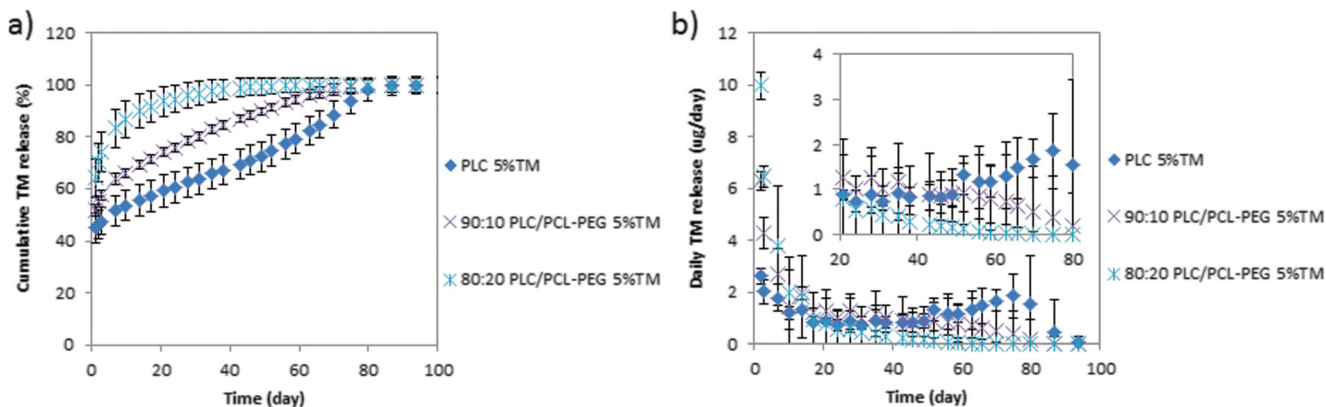 a)
Cumulative TM release (%)
120
100
80
60
40
20
0
0 20 40 60 80 100
Time (day)
PLC 5%TM
90:10 PLC/PCL-PEG 5%TM
80:20 PLC/PCL-PEG 5%TM
b)
Daily TM release (ug/day)
12
10
8
6
4
2
0
0 20 40 60 80 100
Time (day)
4
3
2
1
0
20 40 60 80
PLC 5%TM
90:10 PLC/PCL-PEG 5%TM
80:20 PLC/PCL-PEG 5%TM